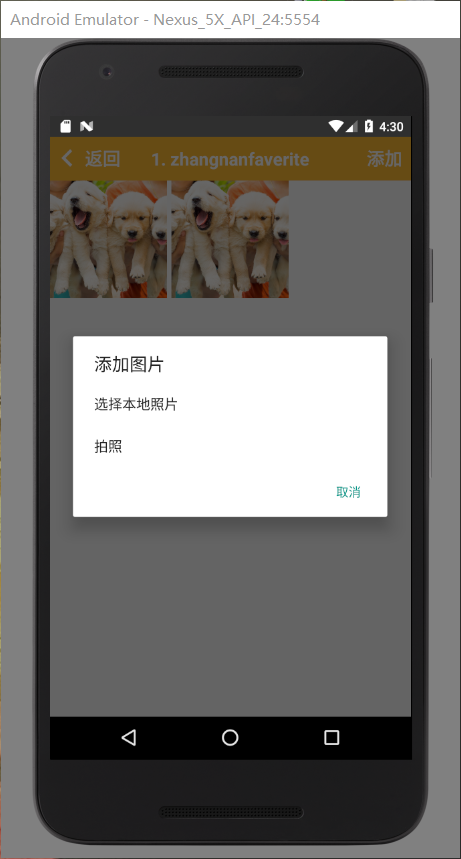 Android Emulator - Nexus_5X_API_24:5554
4:30
返回 1. zhangnanfaverite 添加
添加图片
选择本地照片
拍照
取消